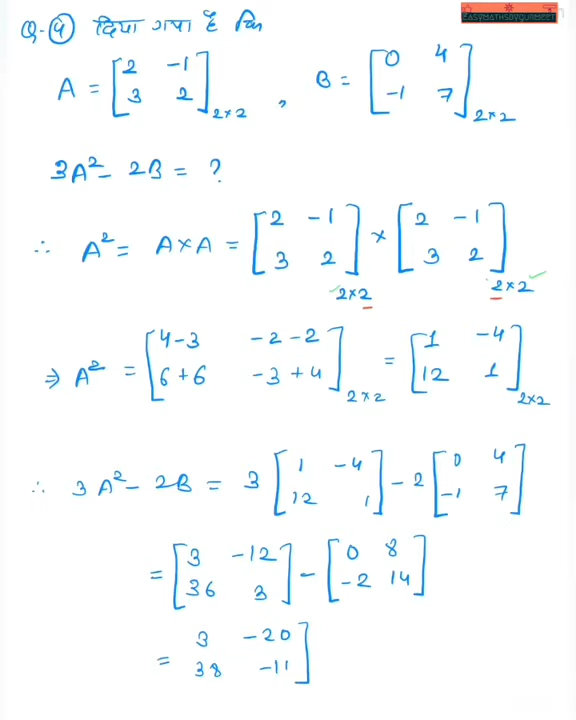 EASYMATHSBYGURMEET
Q-④ दिया गया है कि
A = [2 -1
3 2]2×2 , B = [0 4
-1 7]2×2
3A² - 2B = ?
∴ A² = A×A = [2 -1
3 2]2×2 × [2 -1
3 2]2×2
⇒ A² = [4-3 -2-2
6+6 -3+4]2×2 = [1 -4
12 1]2×2
∴ 3A² - 2B = 3 [1 -4
12 1] - 2 [0 4
-1 7]
= [3 -12
36 3] - [0 8
-2 14]
= 3 -20
38 -11]